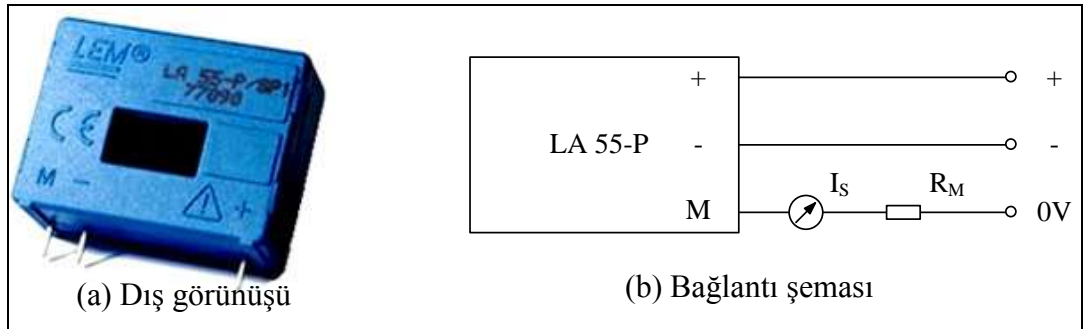 LEM®
LA 55-P/SP1
77090
CE
M -
+
(a) Dış görünüşü
+
LA 55-P
-
M
I_S
R_M
+
-
0V
(b) Bağlantı şeması